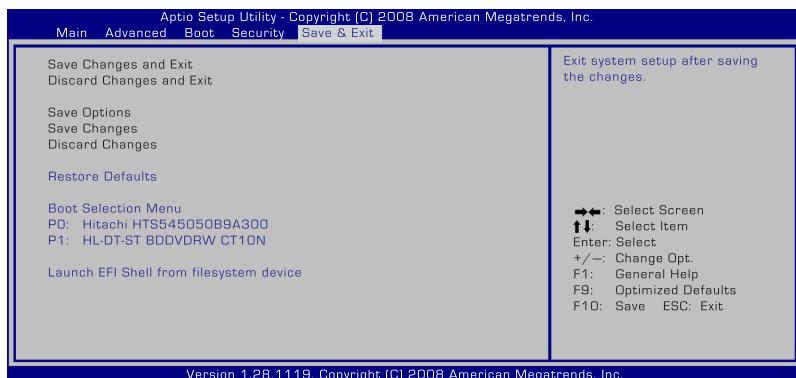 Aptio Setup Utility - Copyright (C) 2008 American Megatrends, Inc.
Main Advanced Boot Security Save & Exit
Save Changes and Exit
Discard Changes and Exit
Save Options
Save Changes
Discard Changes
Restore Defaults
Boot Selection Menu
P0: Hitachi HTS545050B9A300
P1: HL-DT-ST BDDVDRW CT10N
Launch EFI Shell from filesystem device
Exit system setup after saving
the changes.
→←: Select Screen
↑↓: Select Item
Enter: Select
+/—: Change Opt.
F1: General Help
F9: Optimized Defaults
F10: Save ESC: Exit
Version 1.28.1119. Copyright (C) 2008 American Megatrends, Inc.